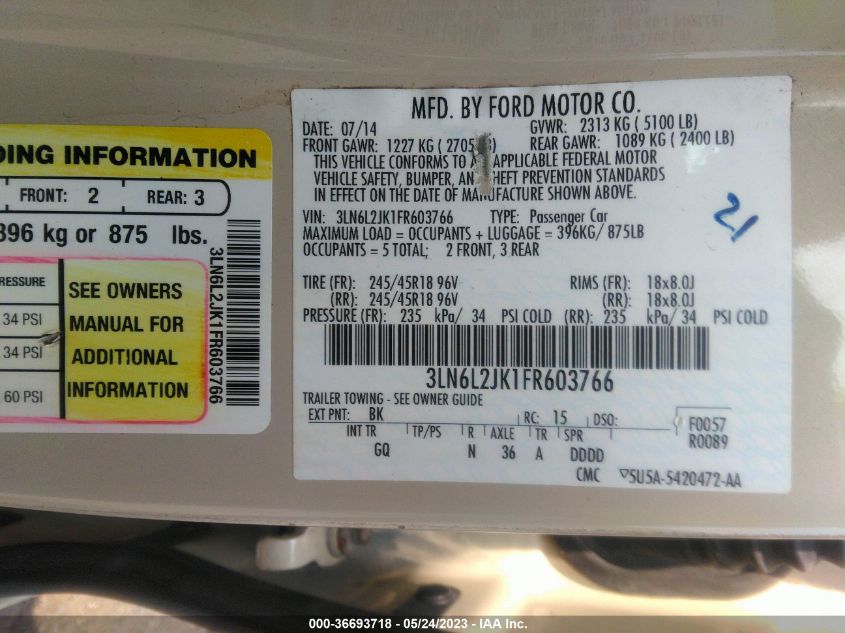 DING INFORMATION
FRONT: 2 REAR: 3
396 kg or 875 lbs.
RESSURE
34 PSI
34 PSI
60 PSI
SEE OWNERS
MANUAL FOR
ADDITIONAL
INFORMATION
3LN6L2JK1FR603766
MFD. BY FORD MOTOR CO.
DATE: 07/14 GVWR: 2313 KG ( 5100 LB)
FRONT GAWR: 1227 KG ( 2705 REAR GAWR: 1089 KG ( 2400 LB)
THIS VEHICLE CONFORMS TO APPLICABLE FEDERAL MOTOR
VEHICLE SAFETY, BUMPER, AN THEFT PREVENTION STANDARDS
IN EFFECT ON THE DATE OF MANUFACTURE SHOWN ABOVE.
VIN: 3LN6L2JK1FR603766 TYPE: Passenger Car
MAXIMUM LOAD = OCCUPANTS + LUGGAGE = 396KG/ 875LB
OCCUPANTS = 5 TOTAL; 2 FRONT, 3 REAR
21
TIRE (FR): 245/45R18 96V RIMS (FR): 18x8.0J
(RR): 245/45R18 96V (RR): 18x8.0J
PRESSURE (FR): 235 kPa/ 34 PSI COLD (RR): 235 kPa/ 34 PSI COLD
3LN6L2JK1FR603766
TRAILER TOWING - SEE OWNER GUIDE
EXT PNT: BK RC: 15 DSO: F0057
R0089
INT TR TP/PS R AXLE TR SPR
GQ N 36 A DDDD
CMC ▽5U5A-5420472-AA
000-36693718 - 05/24/2023 - IAA Inc.